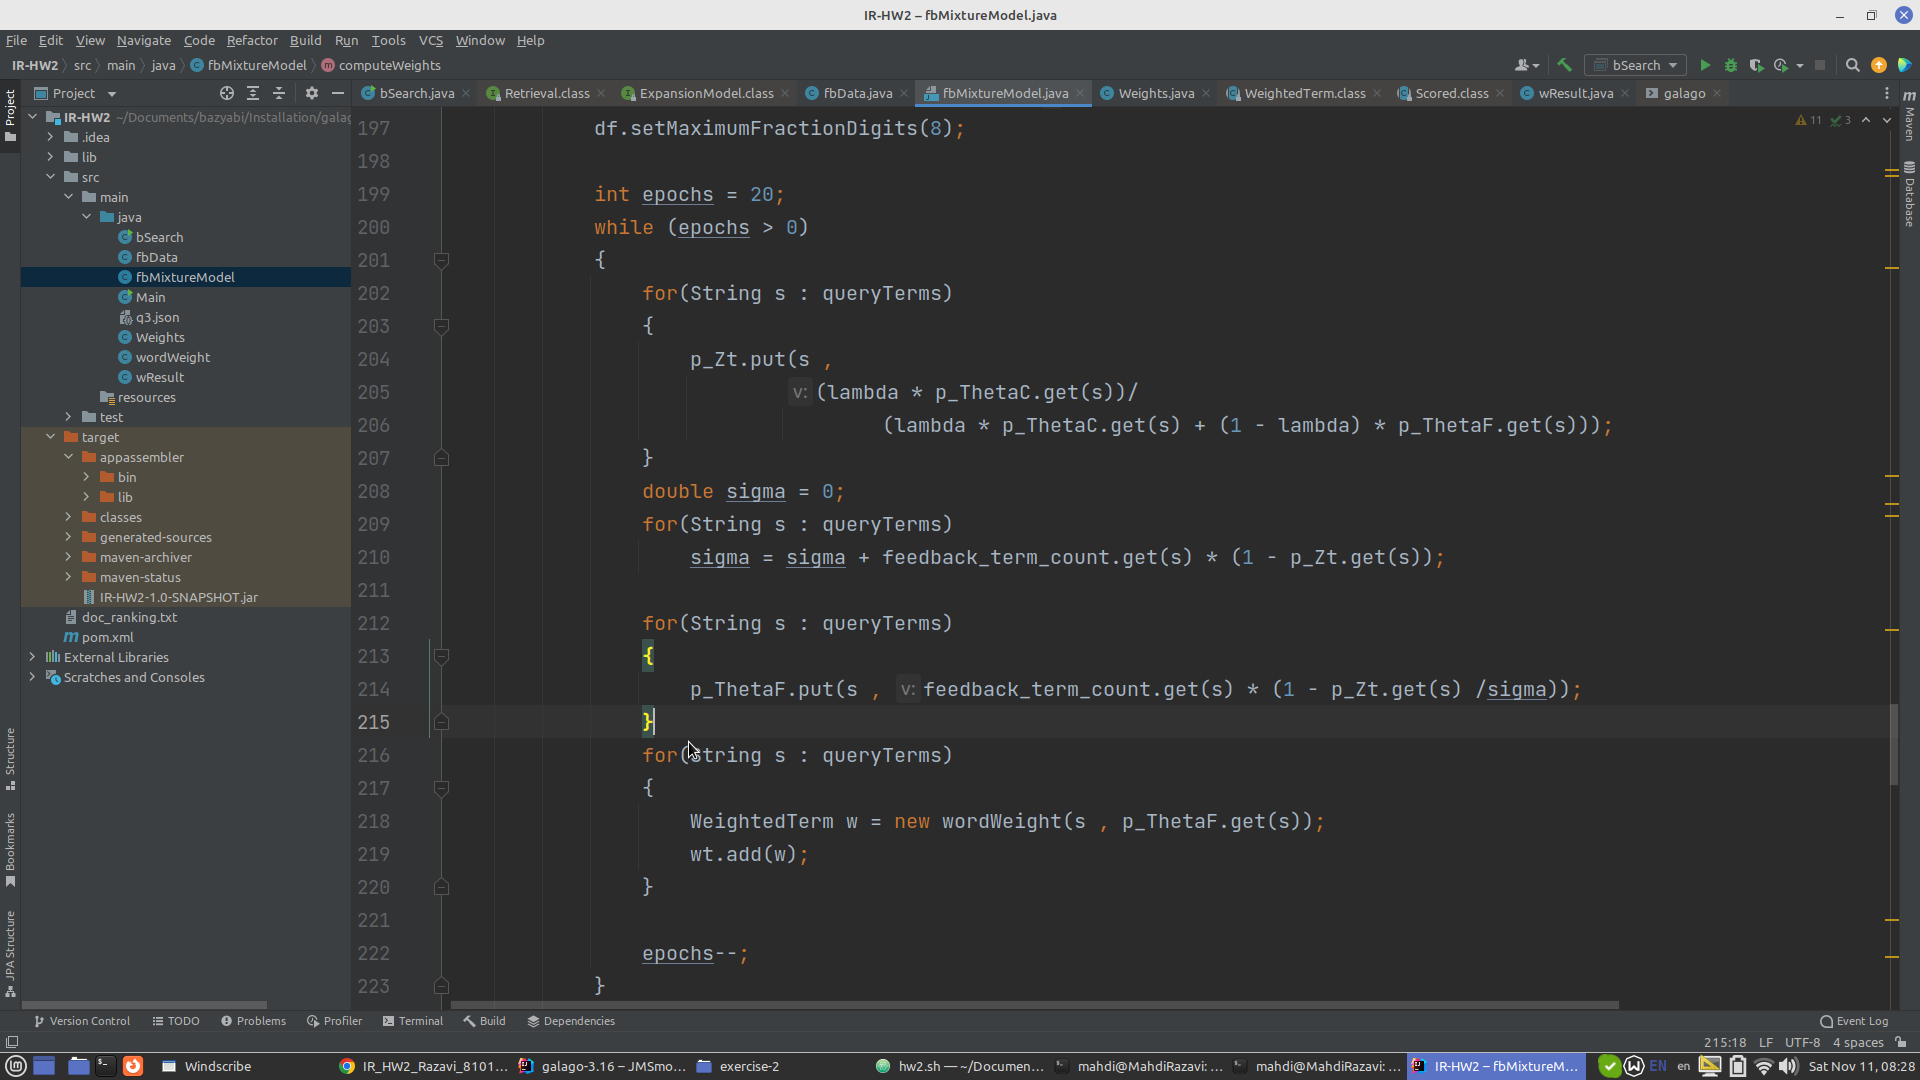 IR-HW2 – fbMixtureModel.java
File Edit View Navigate Code Refactor Build Run Tools VCS Window Help
IR-HW2 src main java fbMixtureModel computeWeights
bSearch
Project
bSearch.java Retrieval.class ExpansionModel.class fbData.java fbMixtureModel.java Weights.java WeightedTerm.class Scored.class wResult.java galago
Project
Structure
Bookmarks
JPA Structure
Maven
Database
IR-HW2 ~/Documents/bazyabi/Installation/galag
.idea
lib
src
main
java
bSearch
fbData
fbMixtureModel
Main
q3.json
Weights
wordWeight
wResult
resources
test
target
appassembler
bin
lib
classes
generated-sources
maven-archiver
maven-status
IR-HW2-1.0-SNAPSHOT.jar
doc_ranking.txt
pom.xml
External Libraries
Scratches and Consoles
11 3
197 df.setMaximumFractionDigits(8);
198
199 int epochs = 20;
200 while (epochs > 0)
201 {
202 for(String s : queryTerms)
203 {
204 p_Zt.put(s ,
205 v: (lambda * p_ThetaC.get(s))/
206 (lambda * p_ThetaC.get(s) + (1 - lambda) * p_ThetaF.get(s)));
207 }
208 double sigma = 0;
209 for(String s : queryTerms)
210 sigma = sigma + feedback_term_count.get(s) * (1 - p_Zt.get(s));
211
212 for(String s : queryTerms)
213 {
214 p_ThetaF.put(s , v: feedback_term_count.get(s) * (1 - p_Zt.get(s) /sigma));
215 }
216 for(String s : queryTerms)
217 {
218 WeightedTerm w = new wordWeight(s , p_ThetaF.get(s));
219 wt.add(w);
220 }
221
222 epochs--;
223 }
Version Control TODO Problems Profiler Terminal Build Dependencies Event Log
215:18 LF UTF-8 4 spaces
Windscribe IR_HW2_Razavi_8101... galago-3.16 – JMSmo... exercise-2 hw2.sh — ~/Documen... mahdi@MahdiRazavi: ... mahdi@MahdiRazavi: ... IR-HW2 – fbMixtureM... EN en Sat Nov 11, 08:28